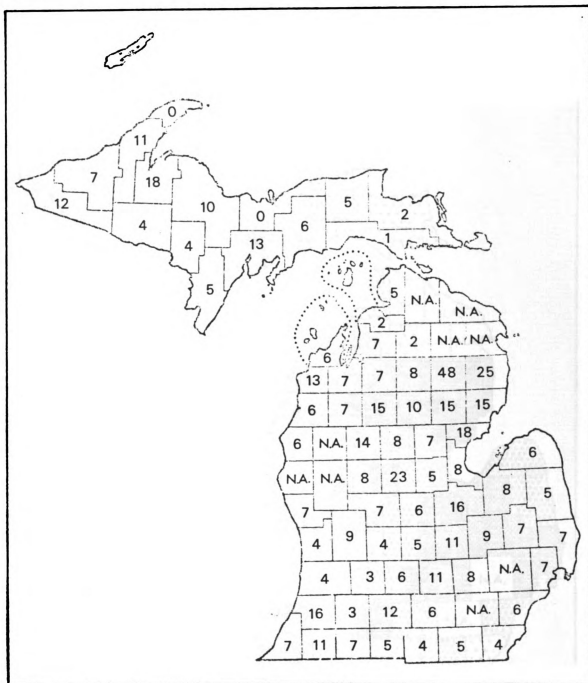 0
11
7 18
12 10 0 5 2
4 4 13 6 1
5
5 N.A. N.A.
2
7 2 N.A. N.A.
6
13 7 7 8 48 25
6 7 15 10 15 15
6 N.A. 14 8 7 18
N.A. N.A. 8 23 5 8 6
7 7 6 16 8 5
4 9 4 5 11 9 7 7
4 3 6 11 8 N.A. 7
16 3 12 6 N.A. 6
7 11 7 5 4 5 4